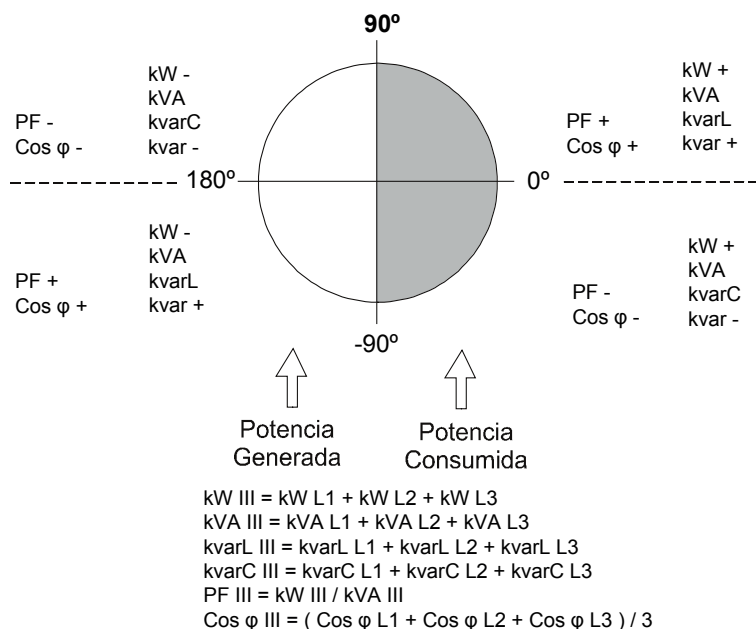 90º
kW -
kVA
kvarC
kvar -
PF -
Cos φ -
kW +
kVA
kvarL
kvar +
PF +
Cos φ +
180º
0º
kW -
kVA
kvarL
kvar +
PF +
Cos φ +
kW +
kVA
kvarC
kvar -
PF -
Cos φ -
-90º
Potencia
Generada
Potencia
Consumida
kW III = kW L1 + kW L2 + kW L3
kVA III = kVA L1 + kVA L2 + kVA L3
kvarL III = kvarL L1 + kvarL L2 + kvarL L3
kvarC III = kvarC L1 + kvarC L2 + kvarC L3
PF III = kW III / kVA III
Cos φ III = ( Cos φ L1 + Cos φ L2 + Cos φ L3 ) / 3